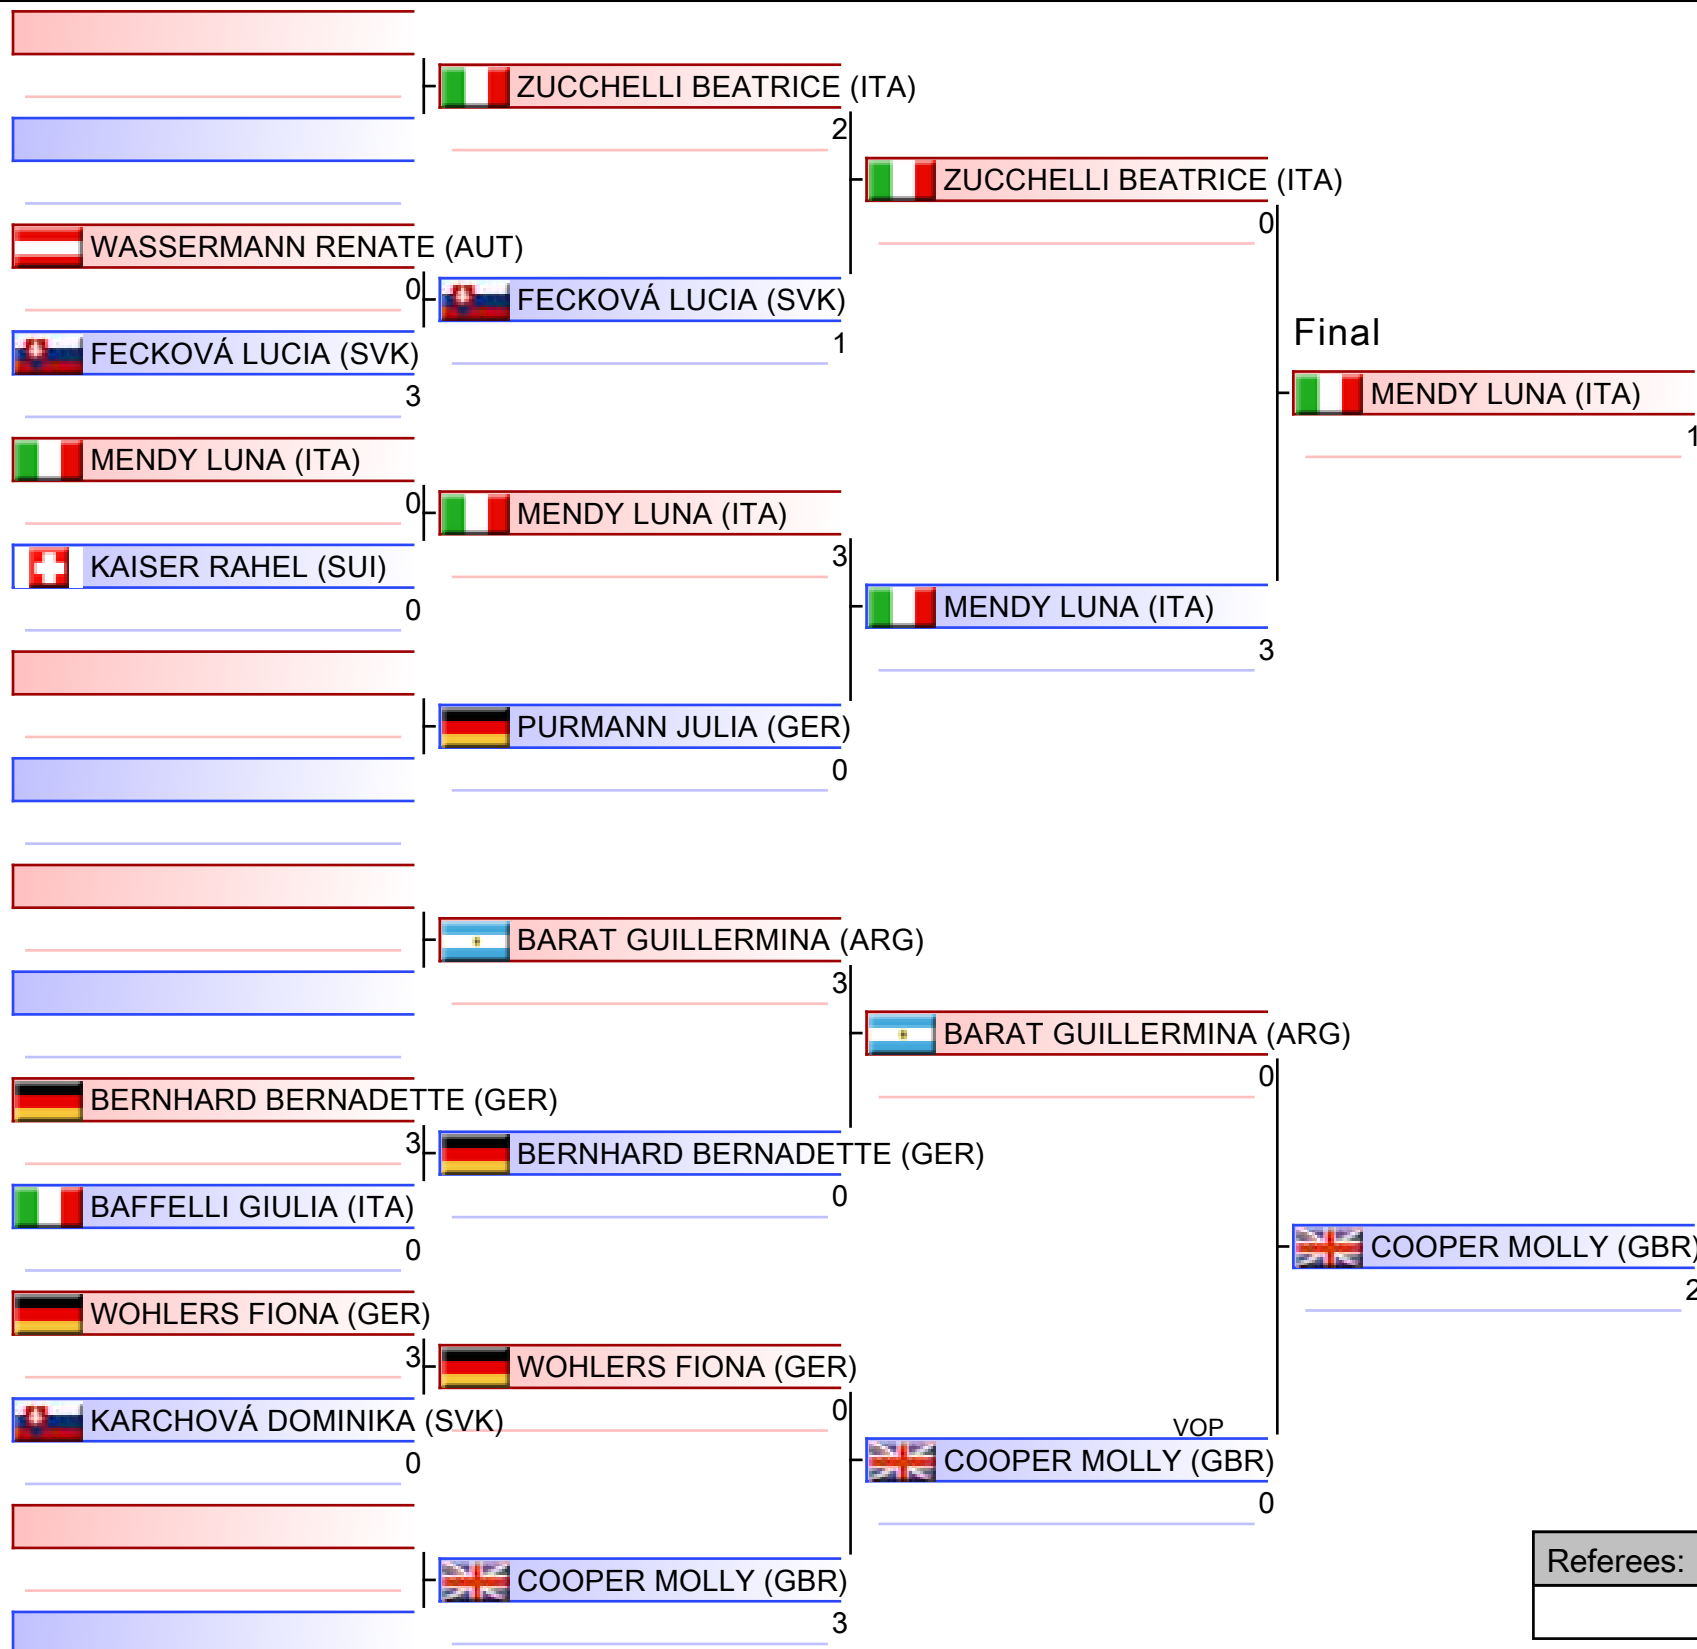 ZUCCHELLI BEATRICE (ITA)
2
ZUCCHELLI BEATRICE (ITA)
0
WASSERMANN RENATE (AUT)
0
FECKOVÁ LUCIA (SVK)
1
FECKOVÁ LUCIA (SVK)
3
Final
MENDY LUNA (ITA)
1
MENDY LUNA (ITA)
0
MENDY LUNA (ITA)
3
KAISER RAHEL (SUI)
0
MENDY LUNA (ITA)
3
PURMANN JULIA (GER)
0
BARAT GUILLERMINA (ARG)
3
BARAT GUILLERMINA (ARG)
0
BERNHARD BERNADETTE (GER)
3
BERNHARD BERNADETTE (GER)
0
BAFFELLI GIULIA (ITA)
0
COOPER MOLLY (GBR)
2
WOHLERS FIONA (GER)
3
WOHLERS FIONA (GER)
0
KARCHOVÁ DOMINIKA (SVK)
0
VOP
COOPER MOLLY (GBR)
0
COOPER MOLLY (GBR)
3
Referees: